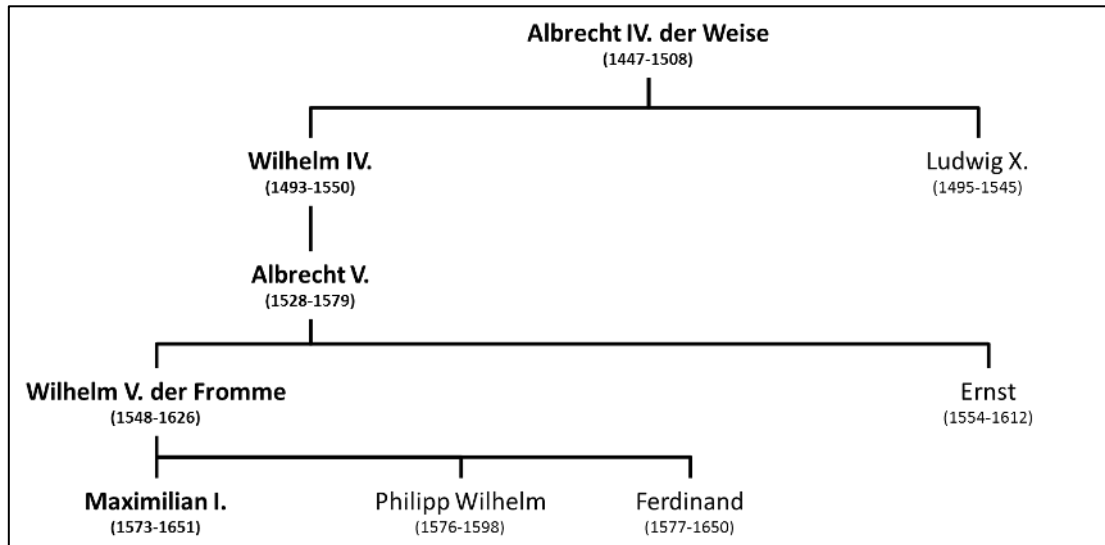 Albrecht IV. der Weise
(1447-1508)
Wilhelm IV.
(1493-1550)
Ludwig X.
(1495-1545)
Albrecht V.
(1528-1579)
Wilhelm V. der Fromme
(1548-1626)
Ernst
(1554-1612)
Maximilian I.
(1573-1651)
Philipp Wilhelm
(1576-1598)
Ferdinand
(1577-1650)